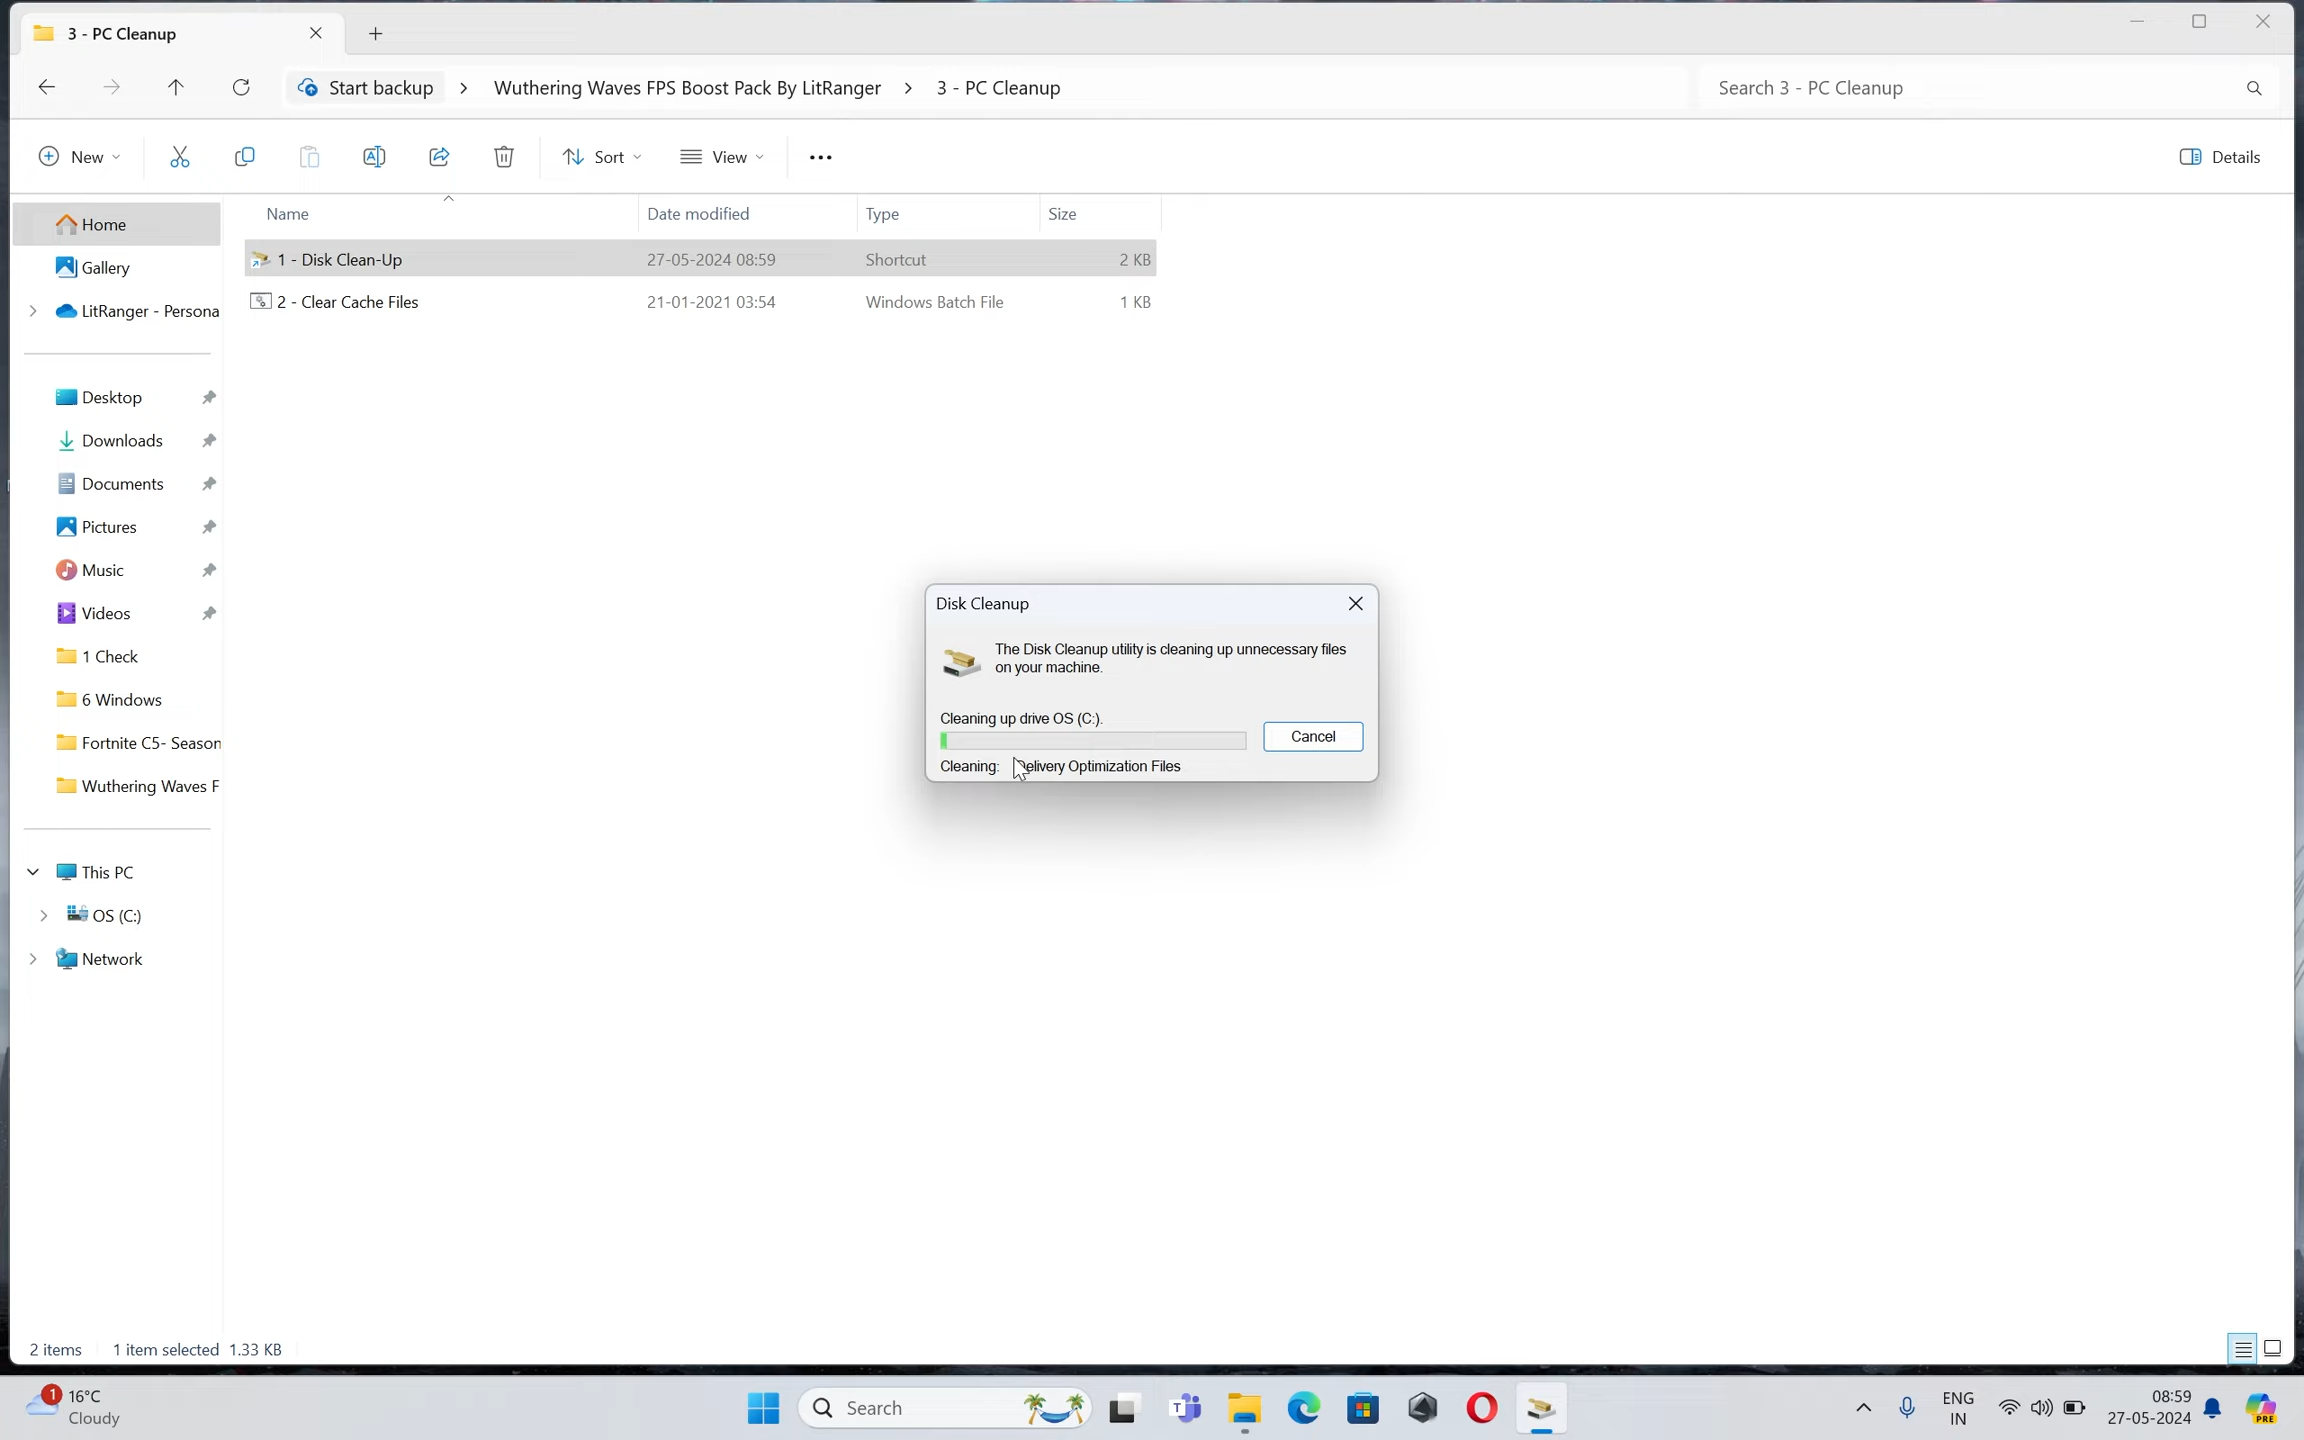 3 - PC Cleanup
Start backup > Wuthering Waves FPS Boost Pack By LitRanger > 3 - PC Cleanup
Search 3 - PC Cleanup
New
Sort
View
Details
Name Date modified Type Size
1 - Disk Clean-Up 27-05-2024 08:59 Shortcut 2 KB
2 - Clear Cache Files 21-01-2021 03:54 Windows Batch File 1 KB
Home
Gallery
LitRanger - Persona
Desktop
Downloads
Documents
Pictures
Music
Videos
1 Check
6 Windows
Fortnite C5- Season
Wuthering Waves F
This PC
OS (C:)
Network
Disk Cleanup
The Disk Cleanup utility is cleaning up unnecessary files
on your machine.
Cleaning up drive OS (C:).
Cancel
Cleaning: Delivery Optimization Files
2 items 1 item selected 1.33 KB
1
16°C
Cloudy
Search
T
ENG
IN
08:59
27-05-2024
PRE